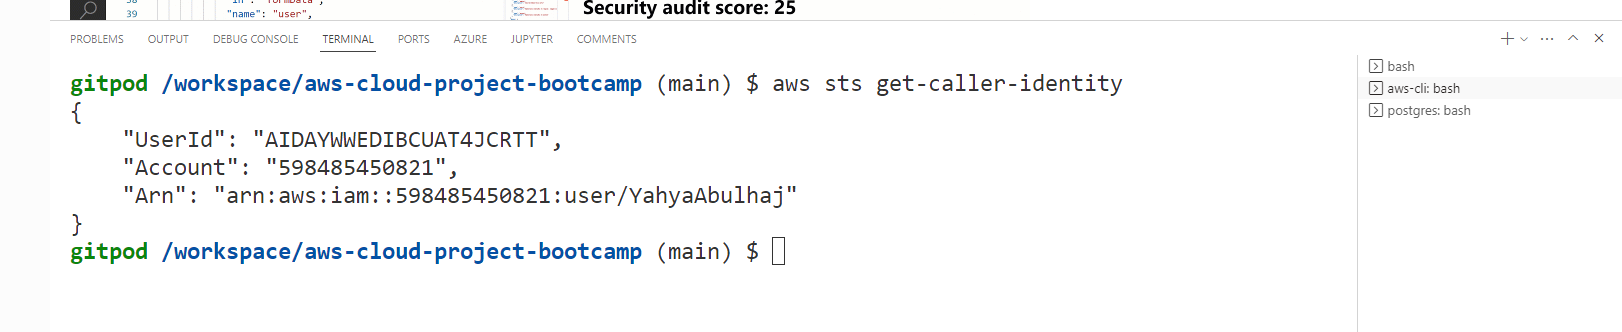 39
"name": "user",
Security audit score: 25
PROBLEMS OUTPUT DEBUG CONSOLE TERMINAL PORTS AZURE JUPYTER COMMENTS
gitpod /workspace/aws-cloud-project-bootcamp (main) $ aws sts get-caller-identity
{
    "UserId": "AIDAYWWEDIBCUAT4JCRTT",
    "Account": "598485450821",
    "Arn": "arn:aws:iam::598485450821:user/YahyaAbulhaj"
}
gitpod /workspace/aws-cloud-project-bootcamp (main) $
bash
aws-cli: bash
postgres: bash